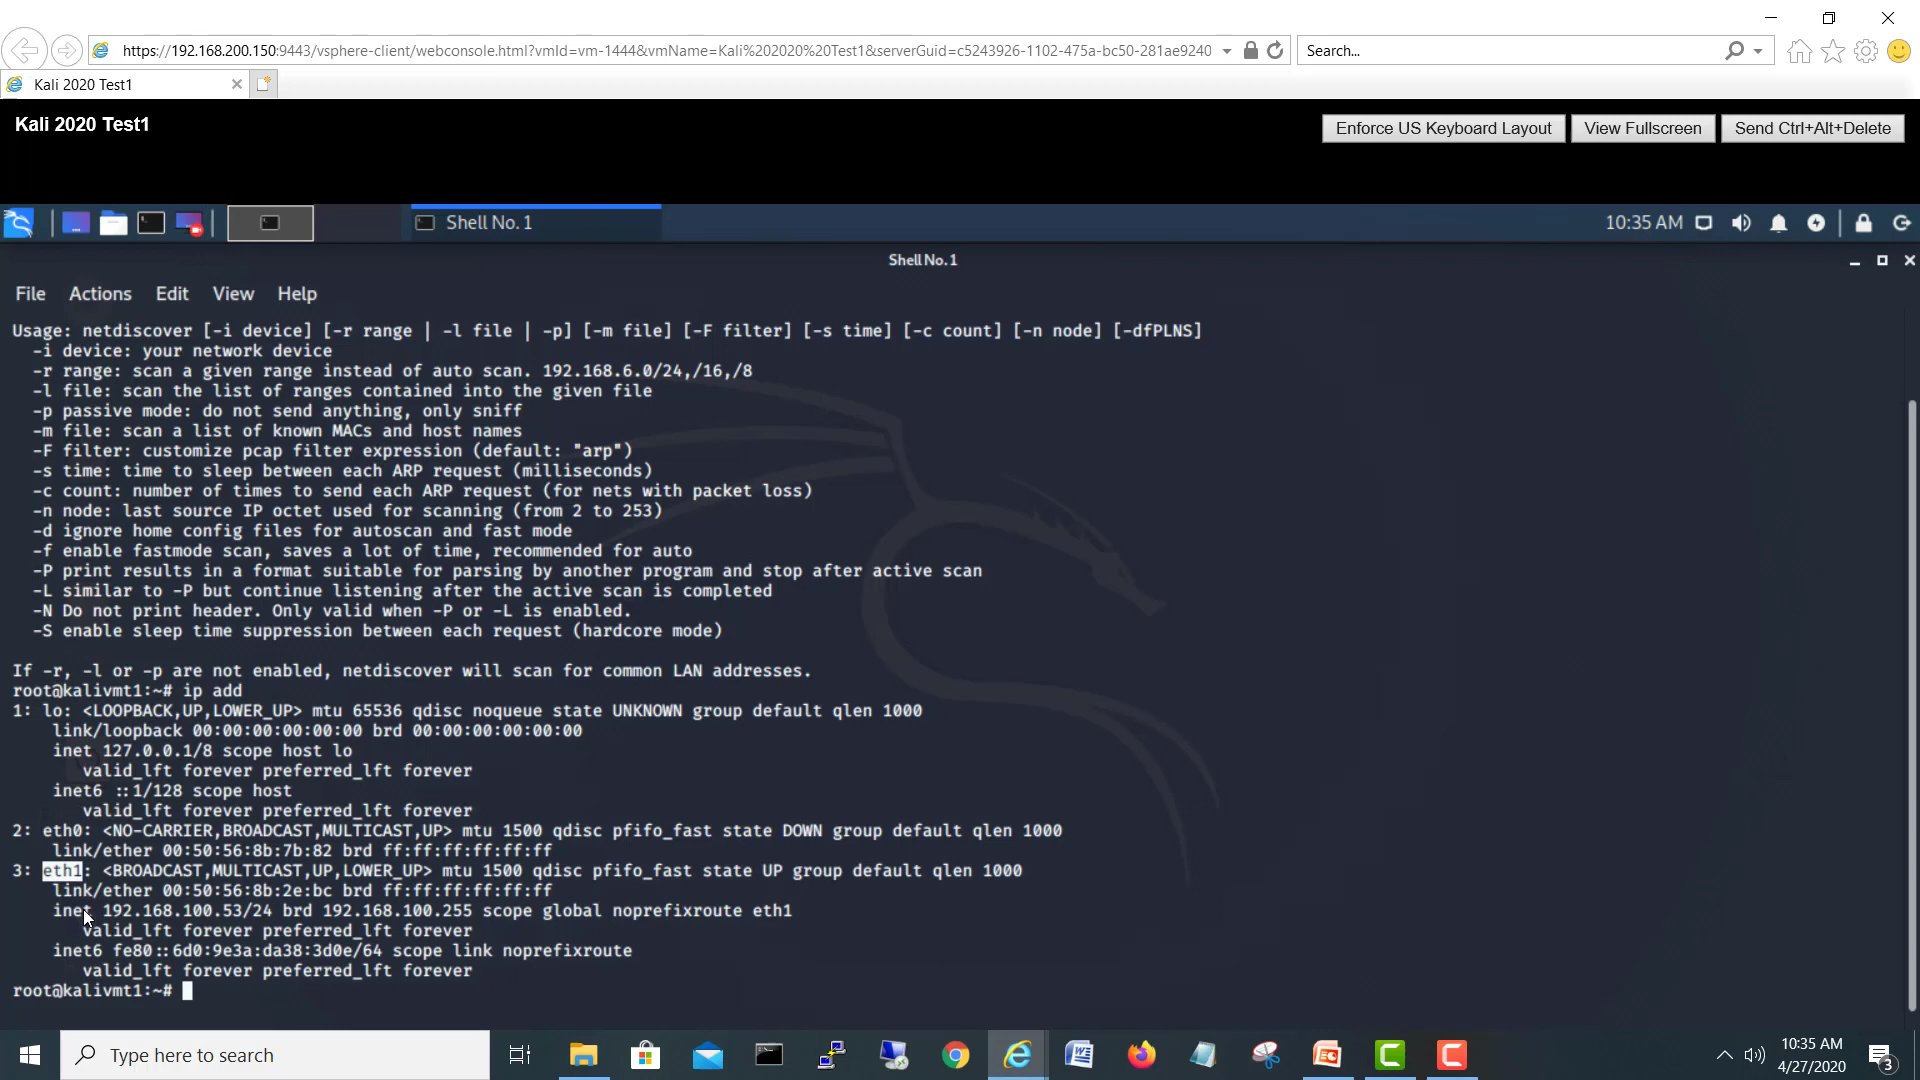 https://192.168.200.150:9443/vsphere-client/webconsole.html?vmId=vm-1444&vmName=Kali%202020%20Test1&serverGuid=c5243926-1102-475a-bc50-281ae9240
Search...
Kali 2020 Test1
Kali 2020 Test1
Enforce US Keyboard Layout
View Fullscreen
Send Ctrl+Alt+Delete
Shell No. 1
10:35 AM
Shell No. 1
File Actions Edit View Help
Usage: netdiscover [-i device] [-r range | -l file | -p] [-m file] [-F filter] [-s time] [-c count] [-n node] [-dfPLNS]
  -i device: your network device
  -r range: scan a given range instead of auto scan. 192.168.6.0/24,/16,/8
  -l file: scan the list of ranges contained into the given file
  -p passive mode: do not send anything, only sniff
  -m file: scan a list of known MACs and host names
  -F filter: customize pcap filter expression (default: "arp")
  -s time: time to sleep between each ARP request (milliseconds)
  -c count: number of times to send each ARP request (for nets with packet loss)
  -n node: last source IP octet used for scanning (from 2 to 253)
  -d ignore home config files for autoscan and fast mode
  -f enable fastmode scan, saves a lot of time, recommended for auto
  -P print results in a format suitable for parsing by another program and stop after active scan
  -L similar to -P but continue listening after the active scan is completed
  -N Do not print header. Only valid when -P or -L is enabled.
  -S enable sleep time suppression between each request (hardcore mode)
If -r, -l or -p are not enabled, netdiscover will scan for common LAN addresses.
root@kalivmt1:~# ip add
1: lo: <LOOPBACK,UP,LOWER_UP> mtu 65536 qdisc noqueue state UNKNOWN group default qlen 1000
    link/loopback 00:00:00:00:00:00 brd 00:00:00:00:00:00
    inet 127.0.0.1/8 scope host lo
       valid_lft forever preferred_lft forever
    inet6 ::1/128 scope host
       valid_lft forever preferred_lft forever
2: eth0: <NO-CARRIER,BROADCAST,MULTICAST,UP> mtu 1500 qdisc pfifo_fast state DOWN group default qlen 1000
    link/ether 00:50:56:8b:7b:82 brd ff:ff:ff:ff:ff:ff
3: eth1: <BROADCAST,MULTICAST,UP,LOWER_UP> mtu 1500 qdisc pfifo_fast state UP group default qlen 1000
    link/ether 00:50:56:8b:2e:bc brd ff:ff:ff:ff:ff:ff
    inet 192.168.100.53/24 brd 192.168.100.255 scope global noprefixroute eth1
       valid_lft forever preferred_lft forever
    inet6 fe80::6d0:9e3a:da38:3d0e/64 scope link noprefixroute
       valid_lft forever preferred_lft forever
root@kalivmt1:~#
Type here to search
10:35 AM
4/27/2020
3